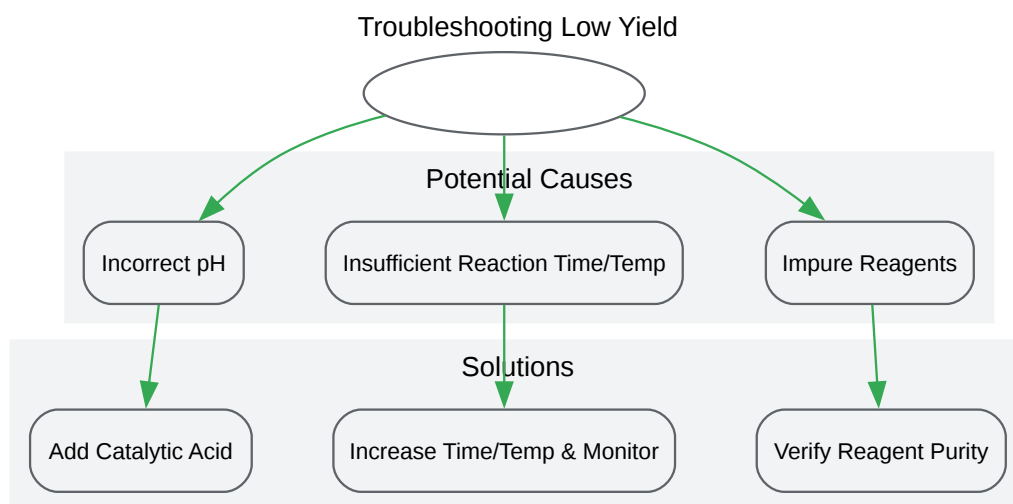 Troubleshooting Low Yield
Potential Causes
Incorrect pH
Insufficient Reaction Time/Temp
Impure Reagents
Solutions
Add Catalytic Acid
Increase Time/Temp & Monitor
Verify Reagent Purity